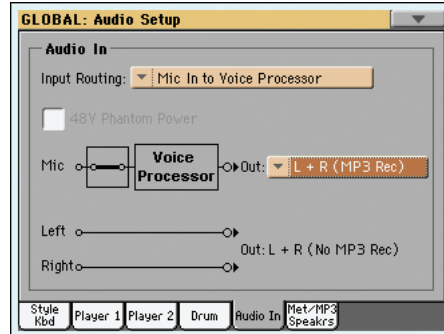 GLOBAL: Audio Setup
Audio In
Input Routing: Mic In to Voice Processor
48V Phantom Power
Mic
Voice
Processor
Out: L + R (MP3 Rec)
Left
Out: L + R (No MP3 Rec)
Right
Style
Kbd
Player 1
Player 2
Drum
Audio In
Met/MP3
Speakrs